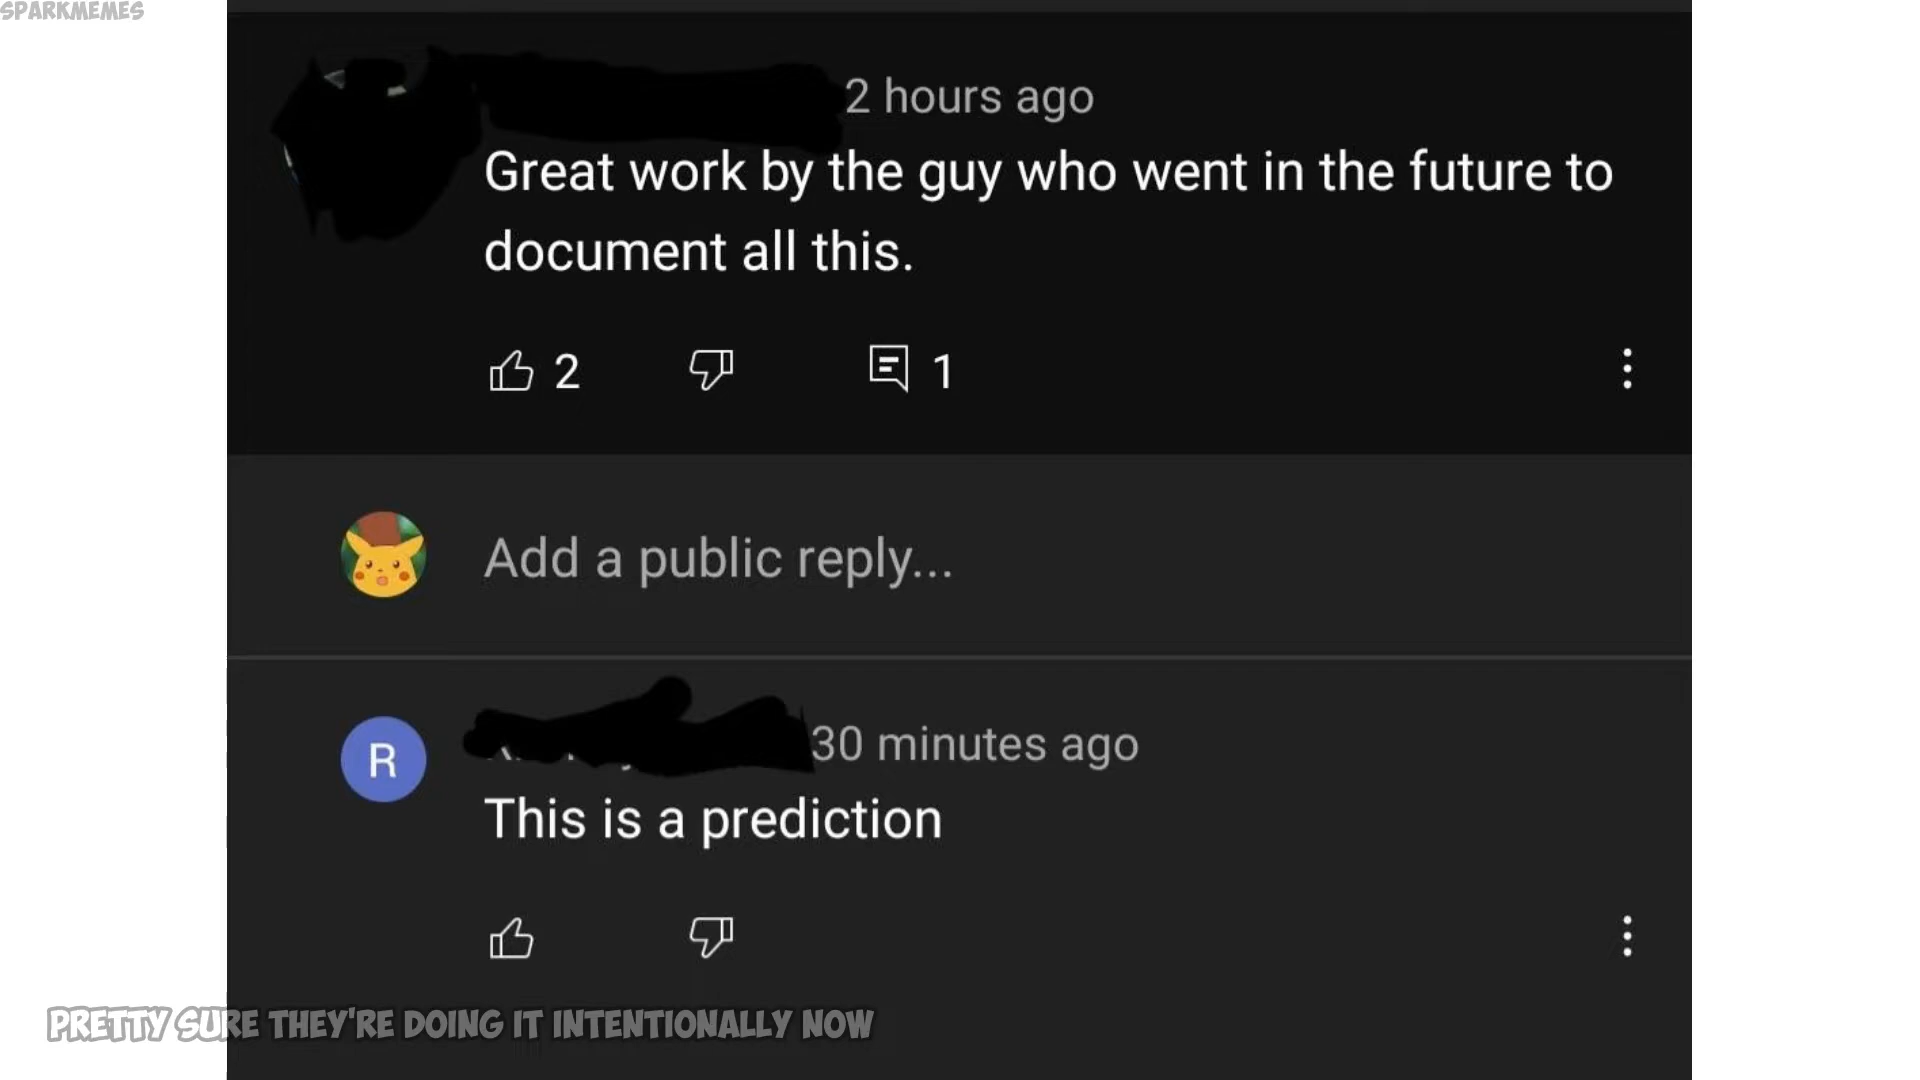 SPARKMEMES
2 hours ago
Great work by the guy who went in the future to
document all this.
2 1
Add a public reply...
R 30 minutes ago
This is a prediction
PRETTY SURE THEY'RE DOING IT INTENTIONALLY NOW